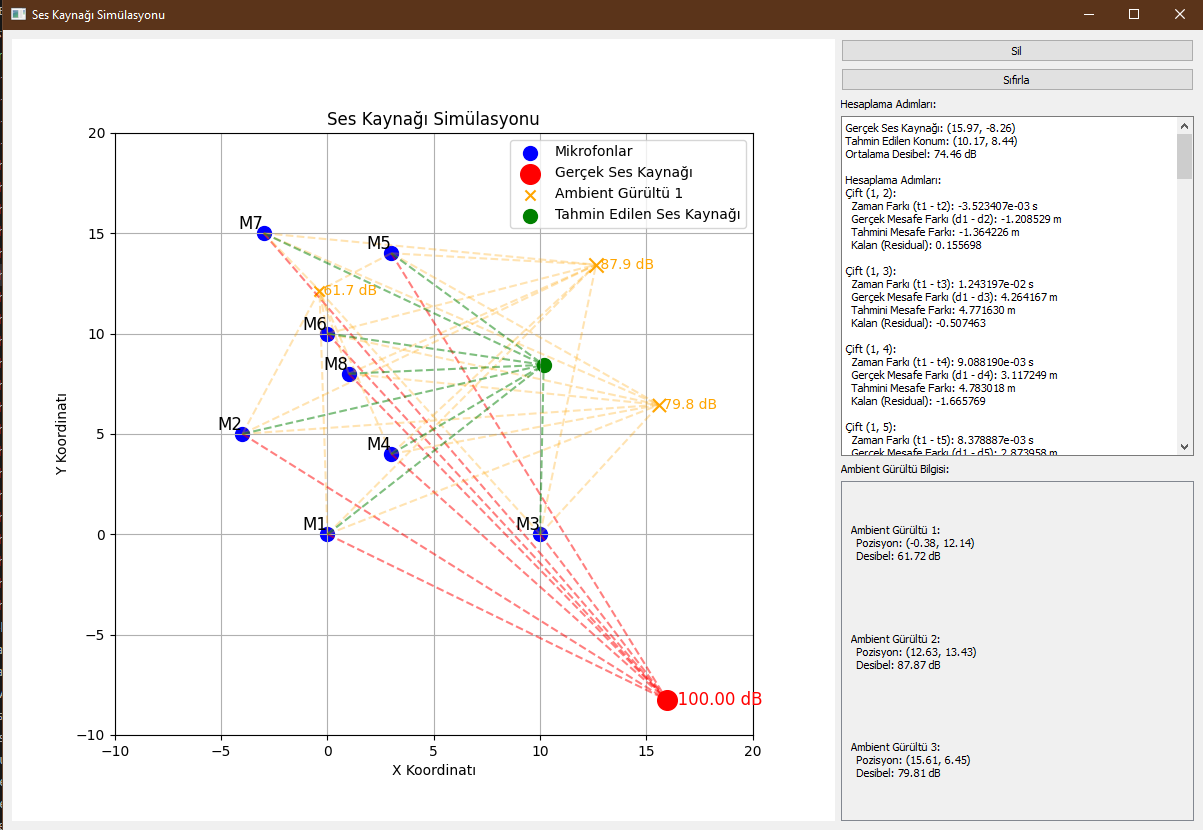 Ses Kaynağı Simülasyonu
Ses Kaynağı Simülasyonu
Mikrofonlar
Gerçek Ses Kaynağı
Ambient Gürültü 1
Tahmin Edilen Ses Kaynağı
20
15
10
5
0
−5
−10
−10
−5
0
5
10
15
20
Y Koordinatı
X Koordinatı
M7
M5
87.9 dB
61.7 dB
M6
M8
79.8 dB
M2
M4
M1
M3
100.00 dB
Sil
Sıfırla
Hesaplama Adımları:
Gerçek Ses Kaynağı: (15.97, -8.26)
Tahmin Edilen Konum: (10.17, 8.44)
Ortalama Desibel: 74.46 dB
Hesaplama Adımları:
Çift (1, 2):
Zaman Farkı (t1 - t2): -3.523407e-03 s
Gerçek Mesafe Farkı (d1 - d2): -1.208529 m
Tahmini Mesafe Farkı: -1.364226 m
Kalan (Residual): 0.155698
Çift (1, 3):
Zaman Farkı (t1 - t3): 1.243197e-02 s
Gerçek Mesafe Farkı (d1 - d3): 4.264167 m
Tahmini Mesafe Farkı: 4.771630 m
Kalan (Residual): -0.507463
Çift (1, 4):
Zaman Farkı (t1 - t4): 9.088190e-03 s
Gerçek Mesafe Farkı (d1 - d4): 3.117249 m
Tahmini Mesafe Farkı: 4.783018 m
Kalan (Residual): -1.665769
Çift (1, 5):
Zaman Farkı (t1 - t5): 8.378887e-03 s
Gerçek Mesafe Farkı (d1 - d5): 2.873958 m
Ambient Gürültü Bilgisi:
Ambient Gürültü 1:
Pozisyon: (-0.38, 12.14)
Desibel: 61.72 dB
Ambient Gürültü 2:
Pozisyon: (12.63, 13.43)
Desibel: 87.87 dB
Ambient Gürültü 3:
Pozisyon: (15.61, 6.45)
Desibel: 79.81 dB